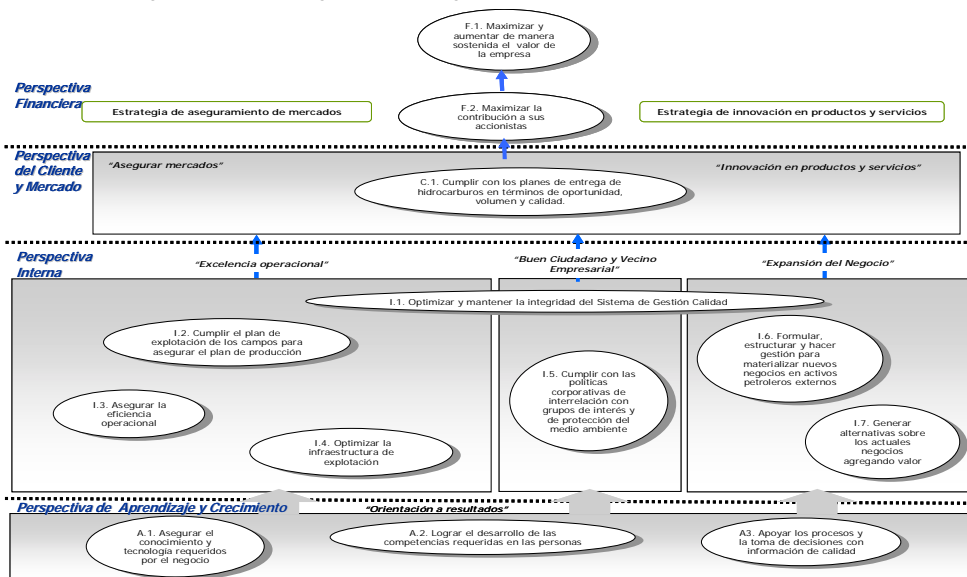 F.1. Maximizar y
aumentar de manera
sostenida el valor de
la empresa
Perspectiva
Financiera
Estrategia de aseguramiento de mercados
F.2. Maximizar la
contribución a sus
accionistas
Estrategia de innovación en productos y servicios
Perspectiva
del Cliente
y Mercado
"Asegurar mercados"
"Innovación en productos y servicios"
C.1. Cumplir con los planes de entrega de
hidrocarburos en términos de oportunidad,
volumen y calidad.
Perspectiva
Interna
"Excelencia operacional"
"Buen Ciudadano y Vecino
Empresarial"
"Expansión del Negocio"
I.1. Optimizar y mantener la integridad del Sistema de Gestión Calidad
I.2. Cumplir el plan de
explotación de los campos para
asegurar el plan de producción
I.3. Asegurar la
eficiencia
operacional
I.4. Optimizar la
infraestructura de
explotación
I.5. Cumplir con las
políticas
corporativas de
interrelación con
grupos de interés y
de protección del
medio ambiente
I.6. Formular,
estructurar y hacer
gestión para
materializar nuevos
negocios en activos
petroleros externos
I.7. Generar
alternativas sobre
los actuales
negocios
agregando valor
Perspectiva de Aprendizaje y Crecimiento
"Orientación a resultados"
A.1. Asegurar el
conocimiento y
tecnología requeridos
por el negocio
A.2. Lograr el desarrollo de las
competencias requeridas en las personas
A3. Apoyar los procesos y
la toma de decisiones con
información de calidad